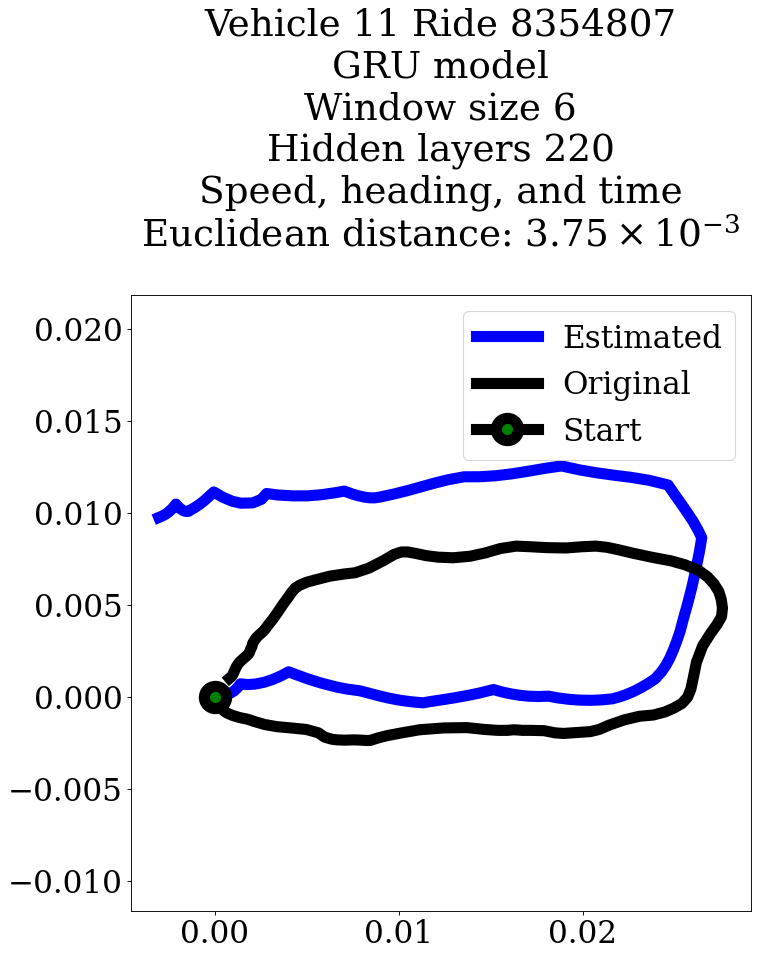 Vehicle 11 Ride 8354807
GRU model
Window size 6
Hidden layers 220
Speed, heading, and time
Euclidean distance: 3.75 × 10⁻³
Estimated
Original
Start
0.020
0.015
0.010
0.005
0.000
−0.005
−0.010
0.00 0.01 0.02